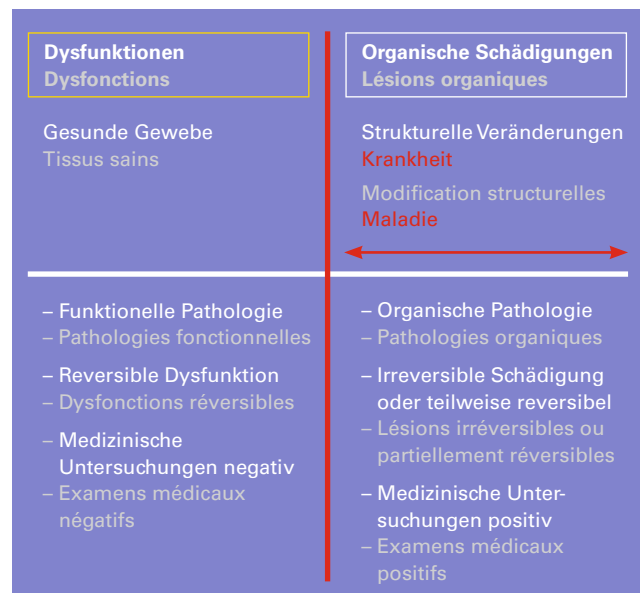 Dysfunktionen
Dysfonctions
Gesunde Gewebe
Tissus sains
Organische Schädigungen
Lésions organiques
Strukturelle Veränderungen
Krankheit
Modification structurelles
Maladie
– Funktionelle Pathologie
– Pathologies fonctionnelles
– Reversible Dysfunktion
– Dysfonctions réversibles
– Medizinische
Untersuchungen negativ
– Examens médicaux
négatifs
– Organische Pathologie
– Pathologies organiques
– Irreversible Schädigung
oder teilweise reversibel
– Lésions irréversibles ou
partiellement réversibles
– Medizinische Unter-
suchungen positiv
– Examens médicaux
positifs